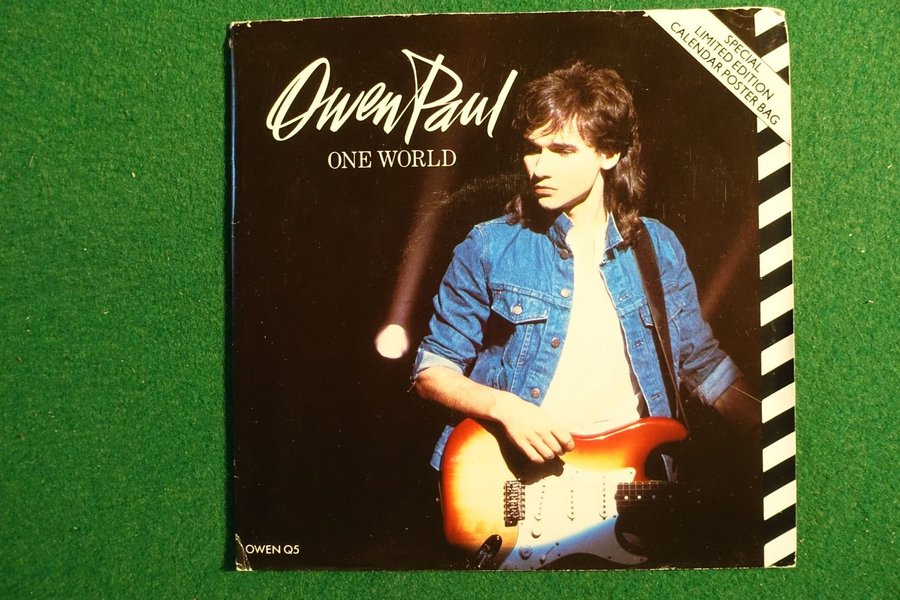 Owen Paul
ONE WORLD
SPECIAL
LIMITED EDITION
CALENDAR POSTER BAG
OWEN Q5